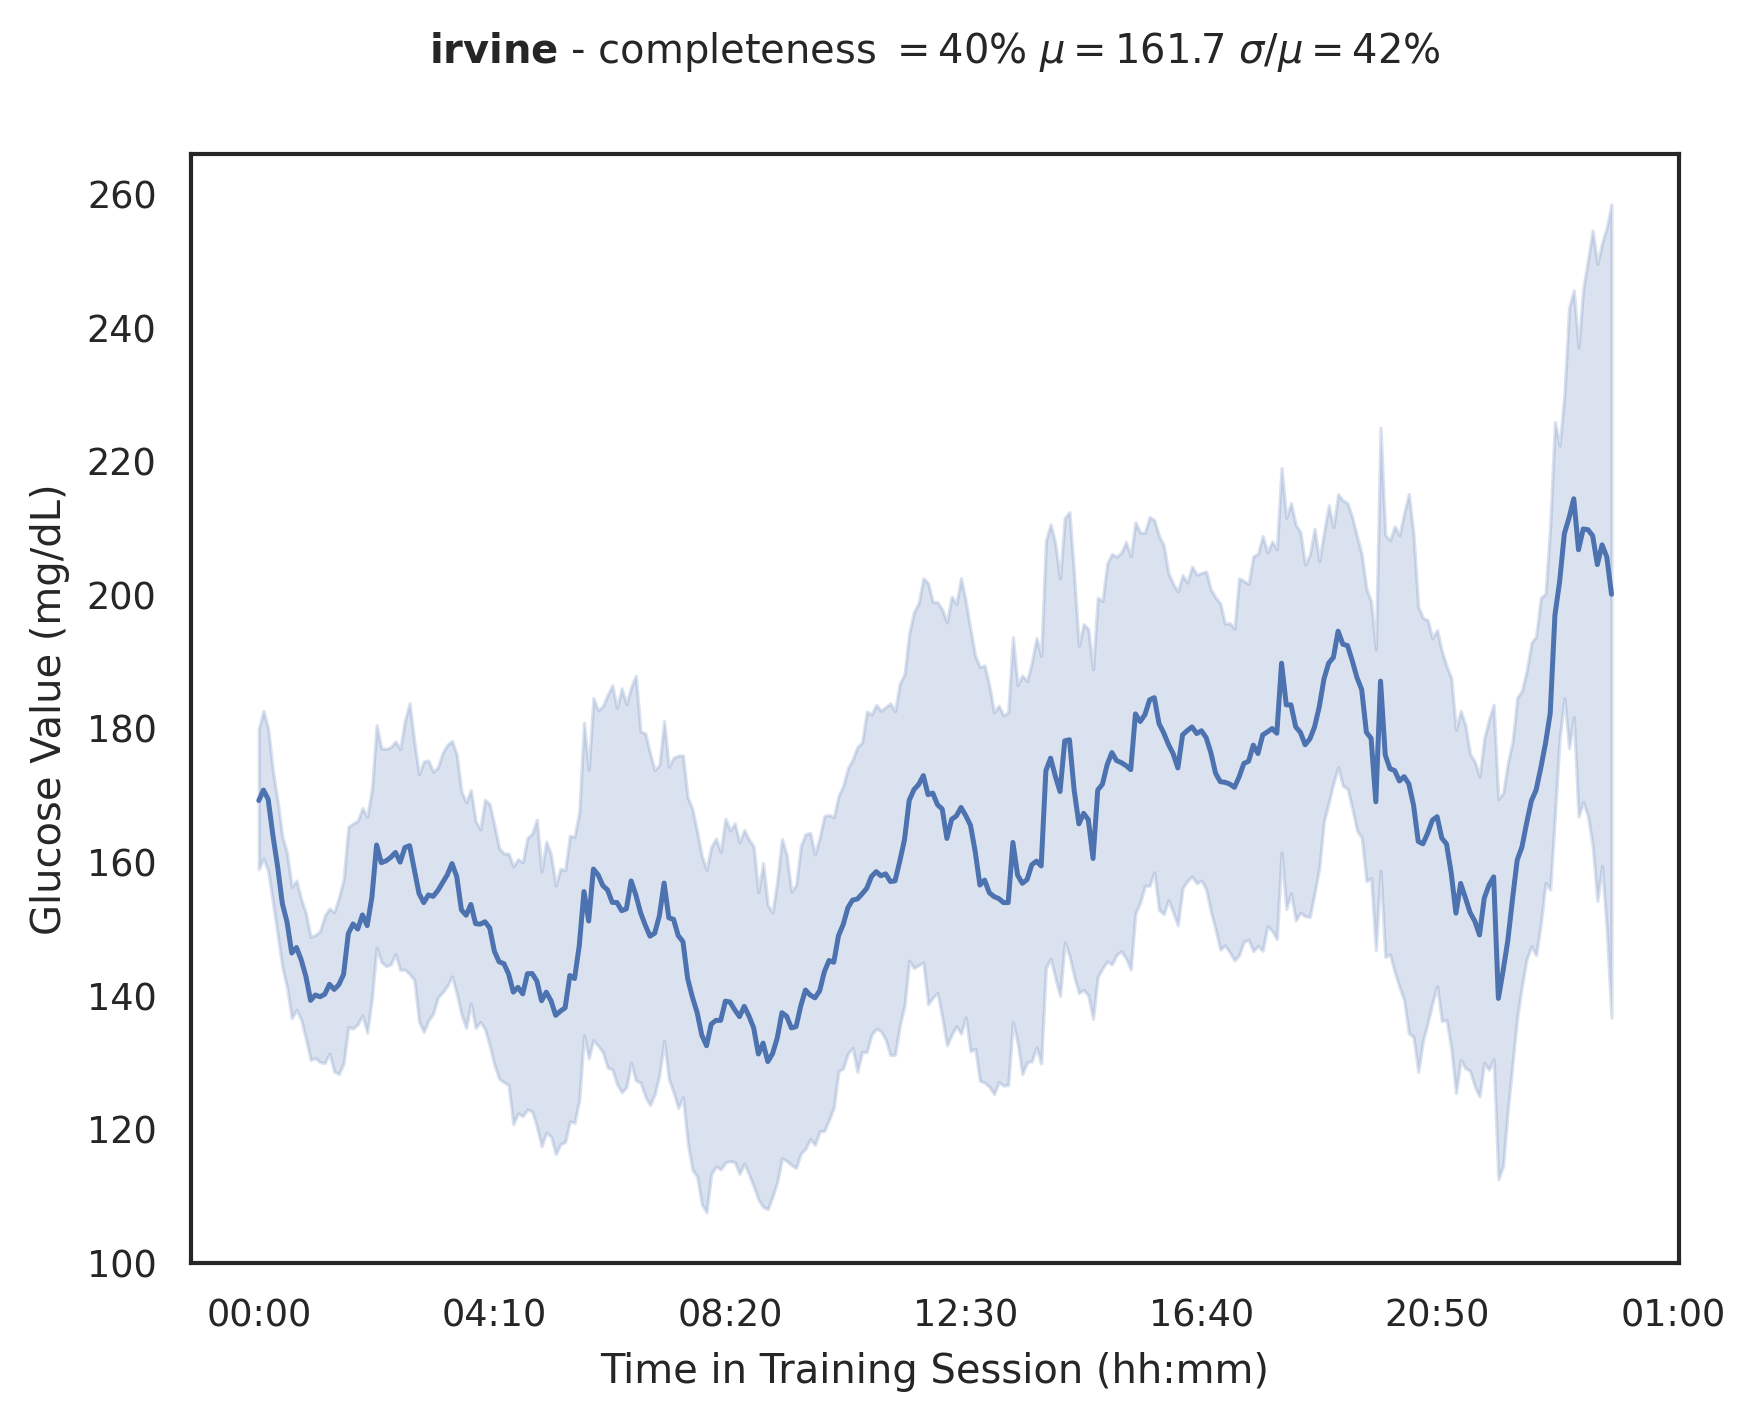 irvine - completeness = 40% μ = 161.7 σ/μ = 42%
260
240
220
200
180
160
140
120
100
Glucose Value (mg/dL)
00:00 04:10 08:20 12:30 16:40 20:50 01:00
Time in Training Session (hh:mm)